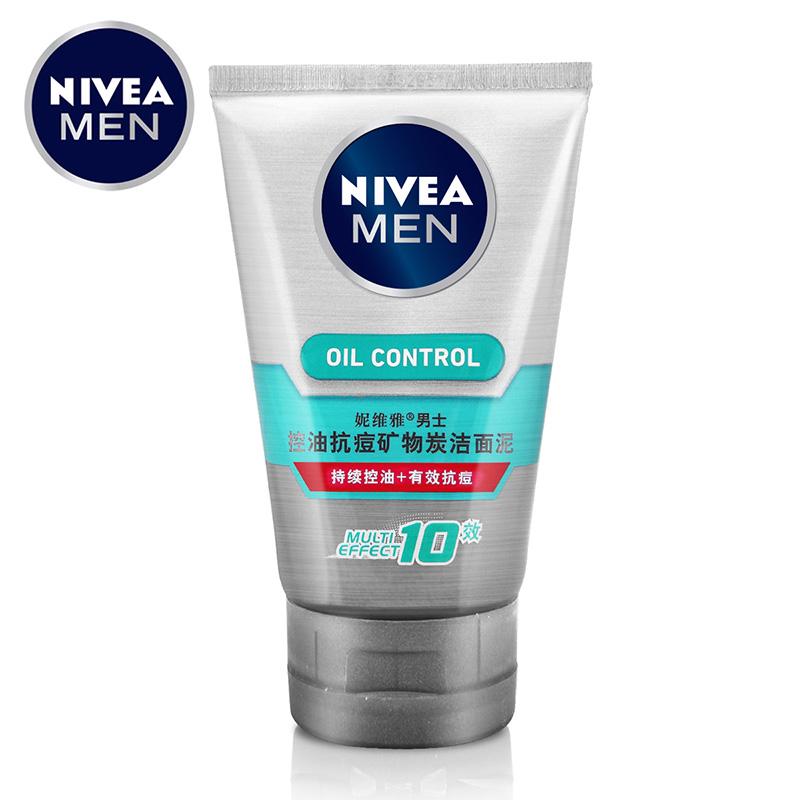 NIVEA
MEN
NIVEA
MEN
OIL CONTROL
妮维雅®男士
控油抗痘矿物炭洁面泥
持续控油+有效抗痘
MULTI
EFFECT 10效